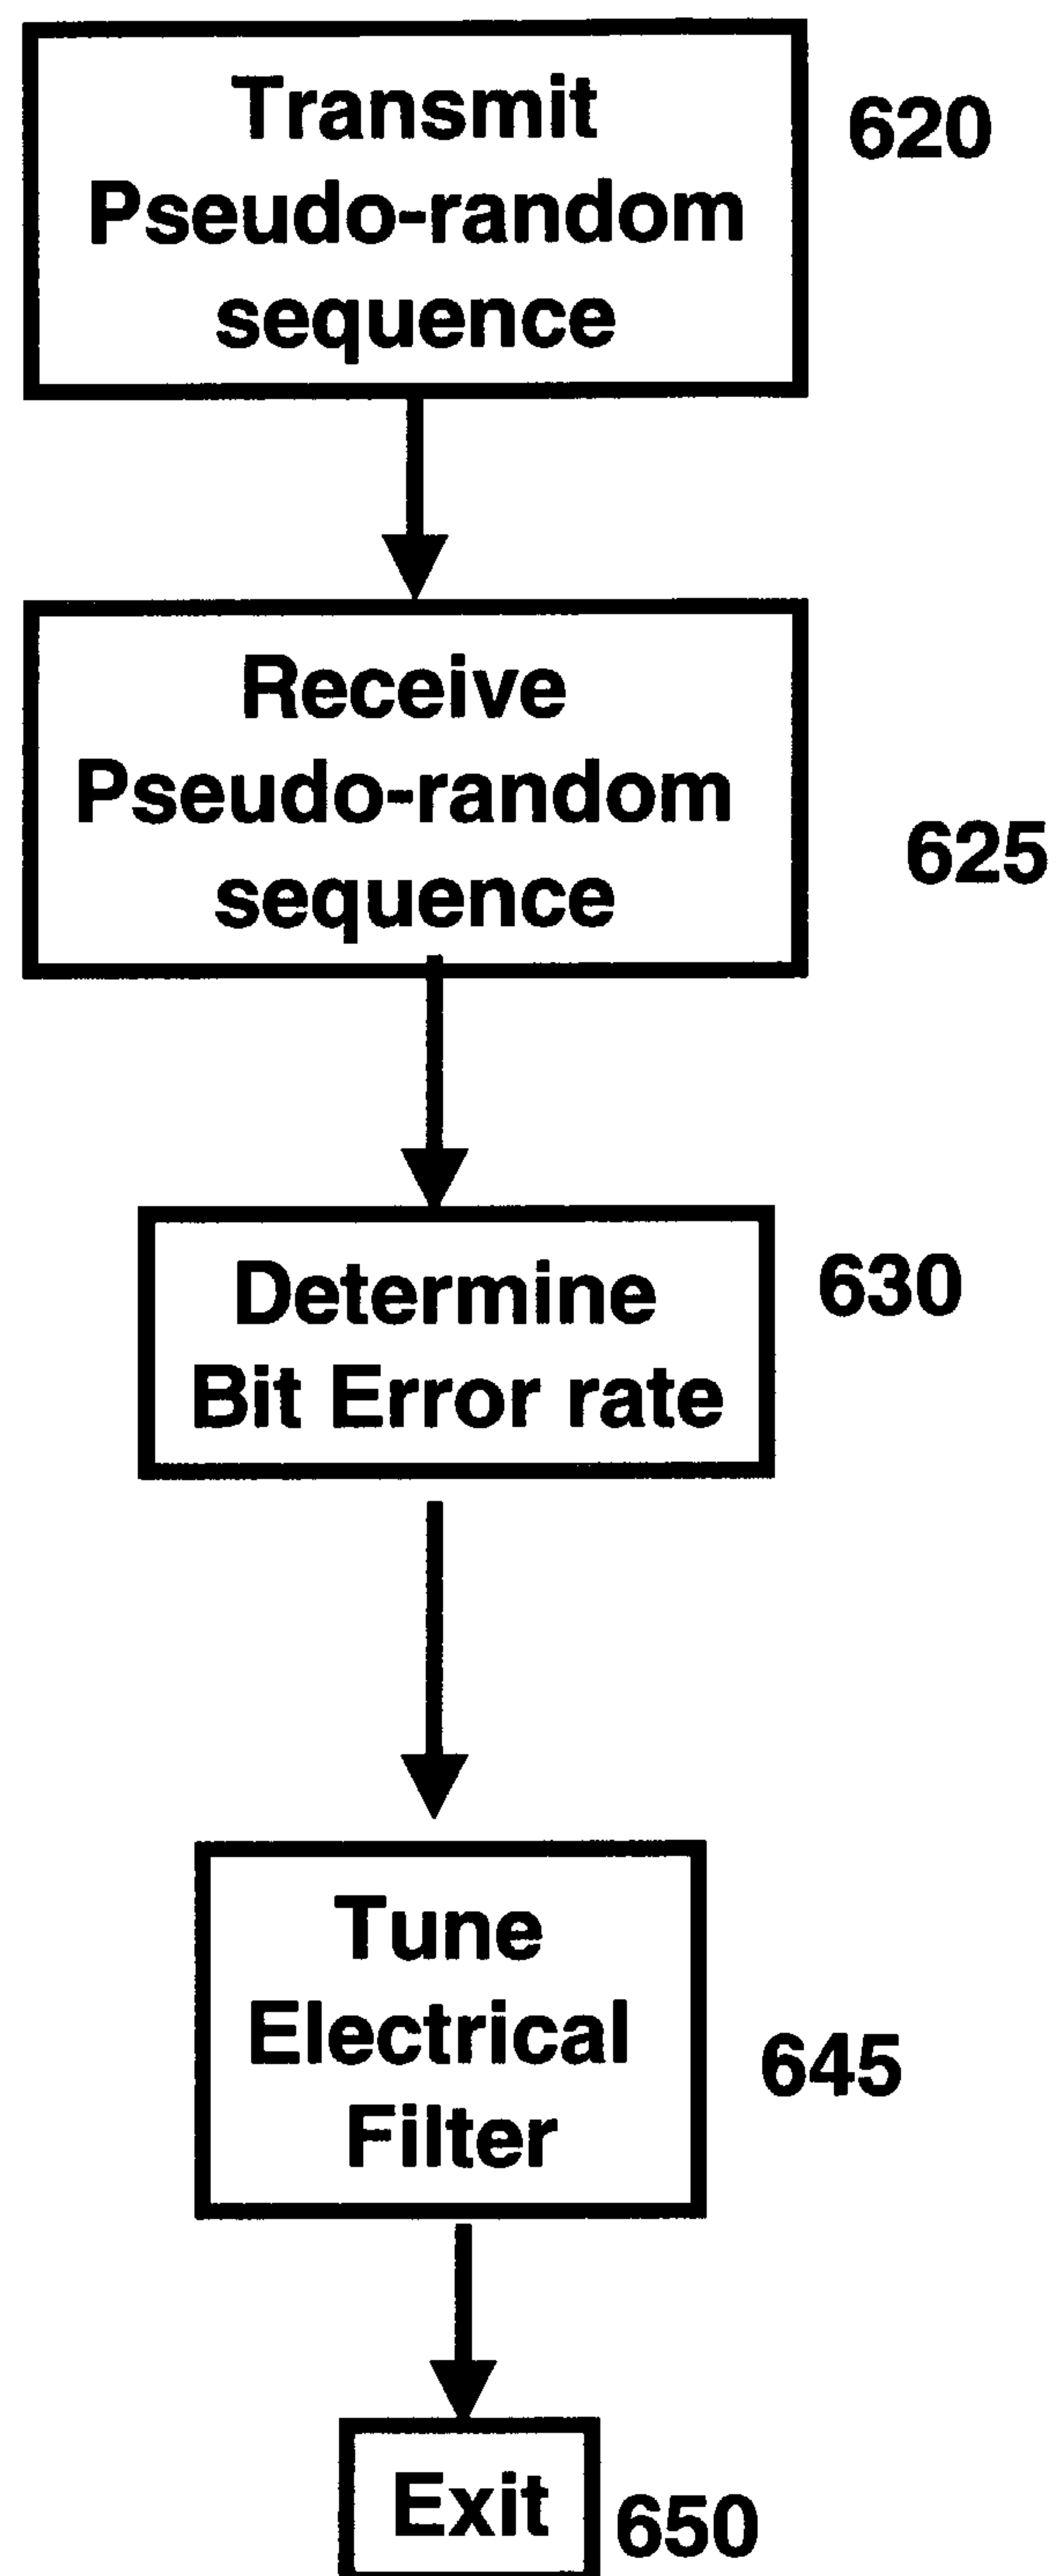 Transmit
Pseudo-random
sequence
620
Receive
Pseudo-random
sequence
625
Determine
Bit Error rate
630
Tune
Electrical
Filter
645
Exit
650